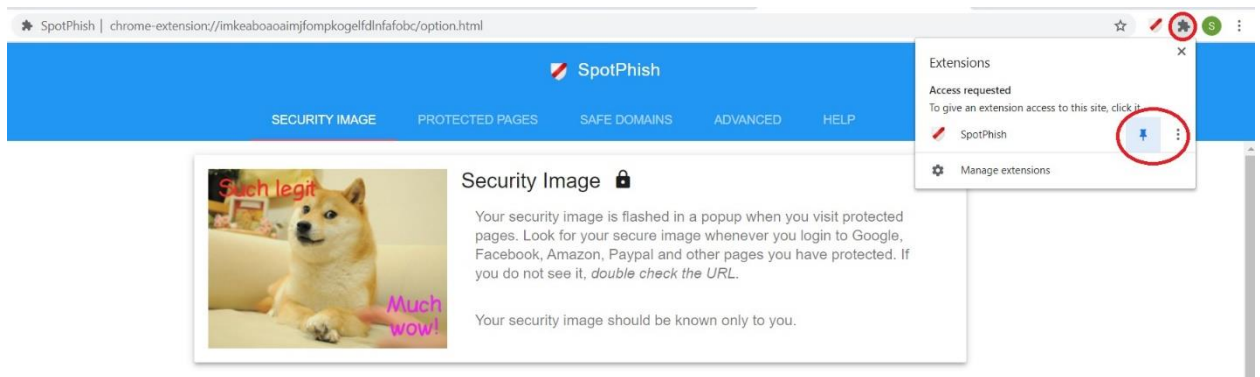 SpotPhish | chrome-extension://imkeaboaoaimjfompkogelfdlnfafobc/option.html
S
SpotPhish
SECURITY IMAGE PROTECTED PAGES SAFE DOMAINS ADVANCED HELP
Extensions
Access requested
To give an extension access to this site, click it
SpotPhish
Manage extensions
Such legit
Much
wow!
Security Image
Your security image is flashed in a popup when you visit protected
pages. Look for your secure image whenever you login to Google,
Facebook, Amazon, Paypal and other pages you have protected. If
you do not see it, double check the URL.
Your security image should be known only to you.